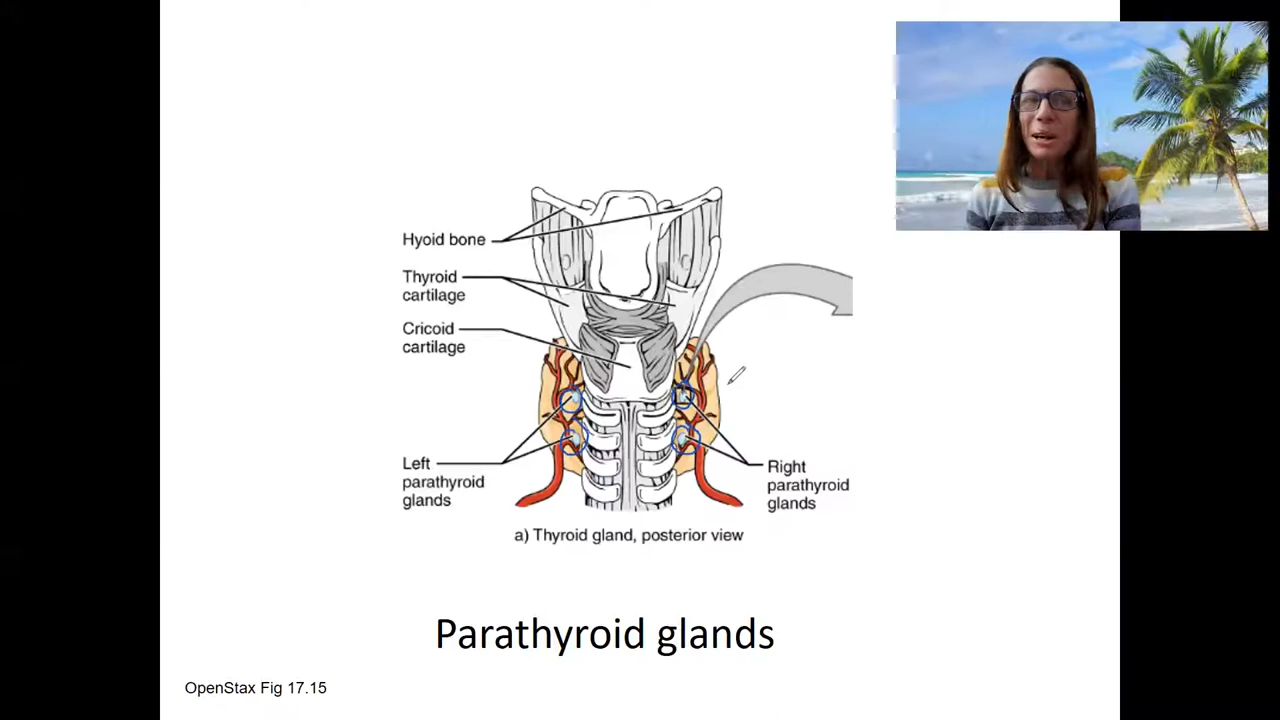 Hyoid bone
Thyroid
cartilage
Cricoid
cartilage
Left
parathyroid
glands
Right
parathyroid
glands
a) Thyroid gland, posterior view
Parathyroid glands
OpenStax Fig 17.15